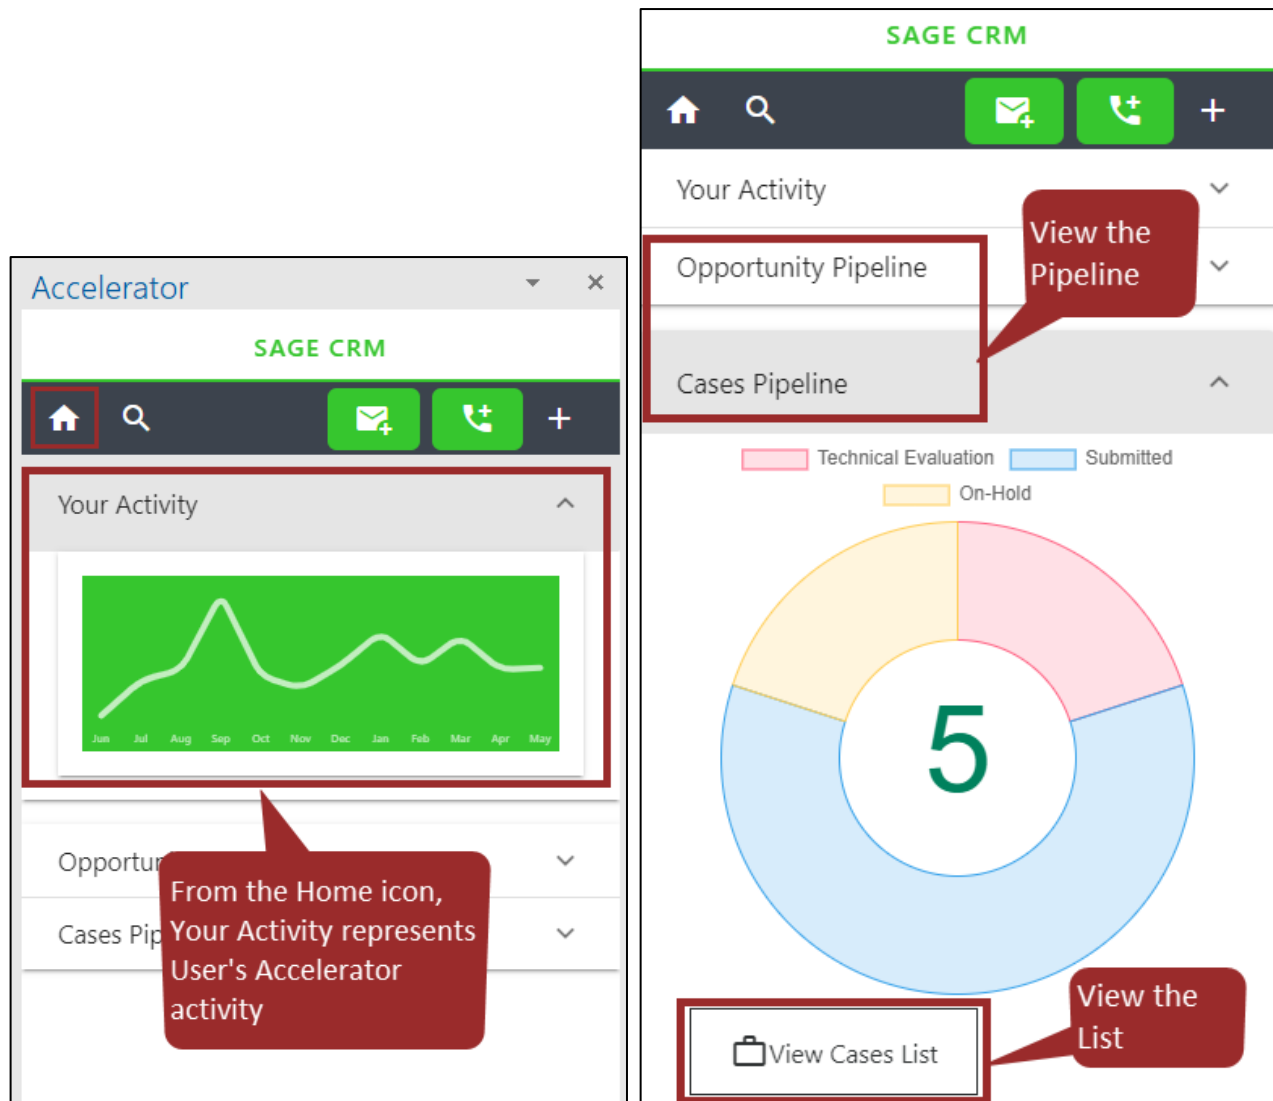 Accelerator
SAGE CRM
Your Activity
Jun Jul Aug Sep Oct Nov Dec Jan Feb Mar Apr May
Opportun
Cases Pip
From the Home icon,
Your Activity represents
User's Accelerator
activity
SAGE CRM
Your Activity
Opportunity Pipeline
View the
Pipeline
Cases Pipeline
Technical Evaluation Submitted
On-Hold
5
View Cases List
View the
List